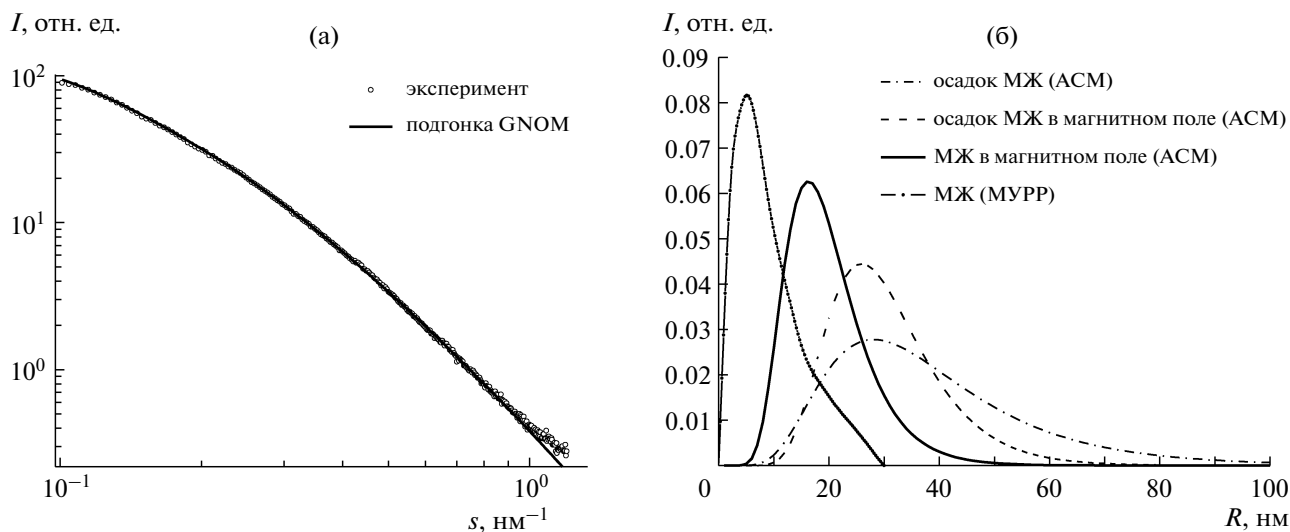 I, отн. ед.
(а)
10²
10¹
10⁰
10⁻¹
10⁰
s, нм⁻¹
эксперимент
подгонка GNOM
I, отн. ед.
(б)
0.09
0.08
0.07
0.06
0.05
0.04
0.03
0.02
0.01
0
20
40
60
80
100
R, нм
осадок МЖ (АСМ)
осадок МЖ в магнитном поле (АСМ)
МЖ в магнитном поле (АСМ)
МЖ (МУРР)